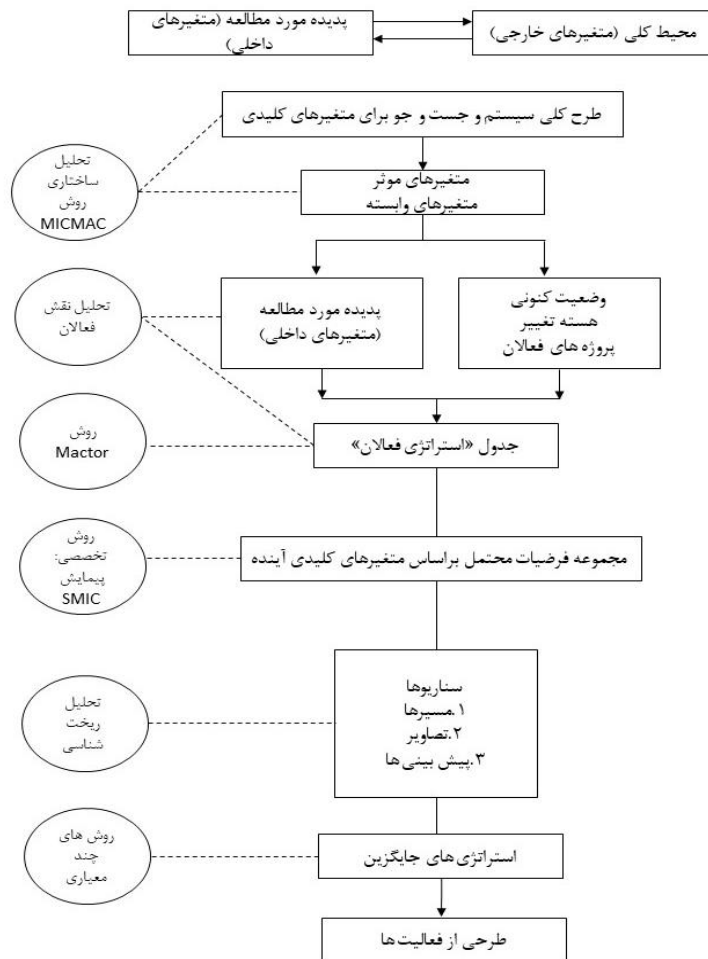 محیط کلی (متغیرهای خارجی)
پدیده مورد مطالعه (متغیرهای
داخلی)
طرح کلی سیستم و جست و جو برای متغیرهای کلیدی
تحلیل
ساختاری
روش
MICMAC
متغیرهای موثر
متغیرهای وابسته
وضعیت کنونی
هسته تغییر
پروژه های فعالان
پدیده مورد مطالعه
(متغیرهای داخلی)
تحلیل نقش
فعالان
جدول «استراتژی فعالان»
روش
Mactor
مجموعه فرضیات محتمل براساس متغیرهای کلیدی آینده
روش
تخصصی:
پیمایش
SMIC
سناریوها
۱.مسیرها
۲.تصاویر
۳.پیش بینی ها
تحلیل
ریخت
شناسی
استراتژی های جایگزین
روش های
چند
معیاری
طرحی از فعالیت ها